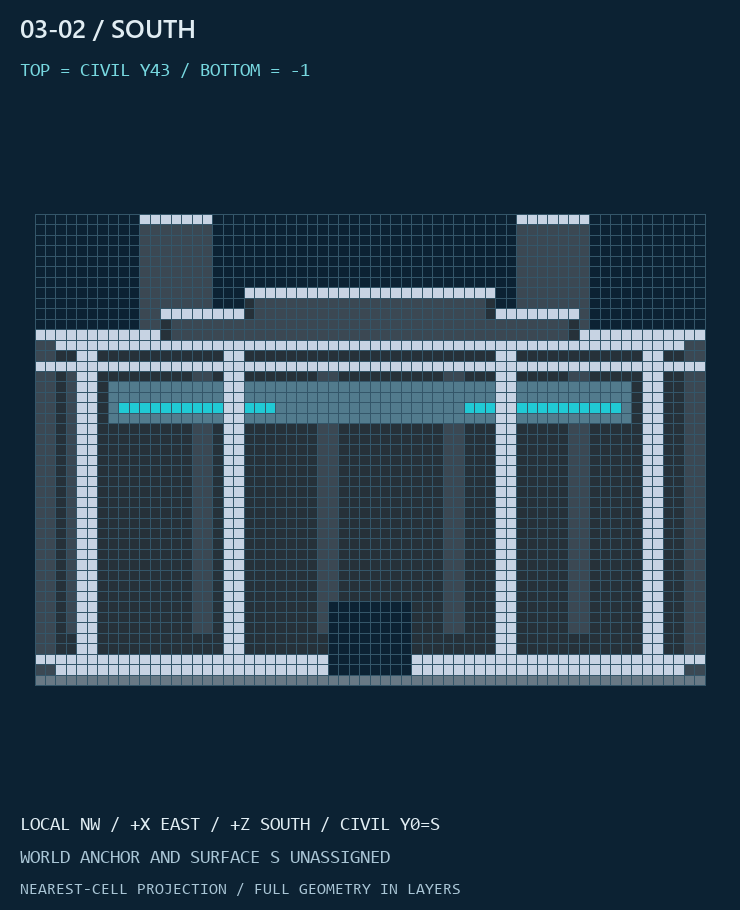 03-02 / SOUTH
TOP = CIVIL Y43 / BOTTOM = -1
LOCAL NW / +X EAST / +Z SOUTH / CIVIL Y0=S
WORLD ANCHOR AND SURFACE S UNASSIGNED
NEAREST-CELL PROJECTION / FULL GEOMETRY IN LAYERS